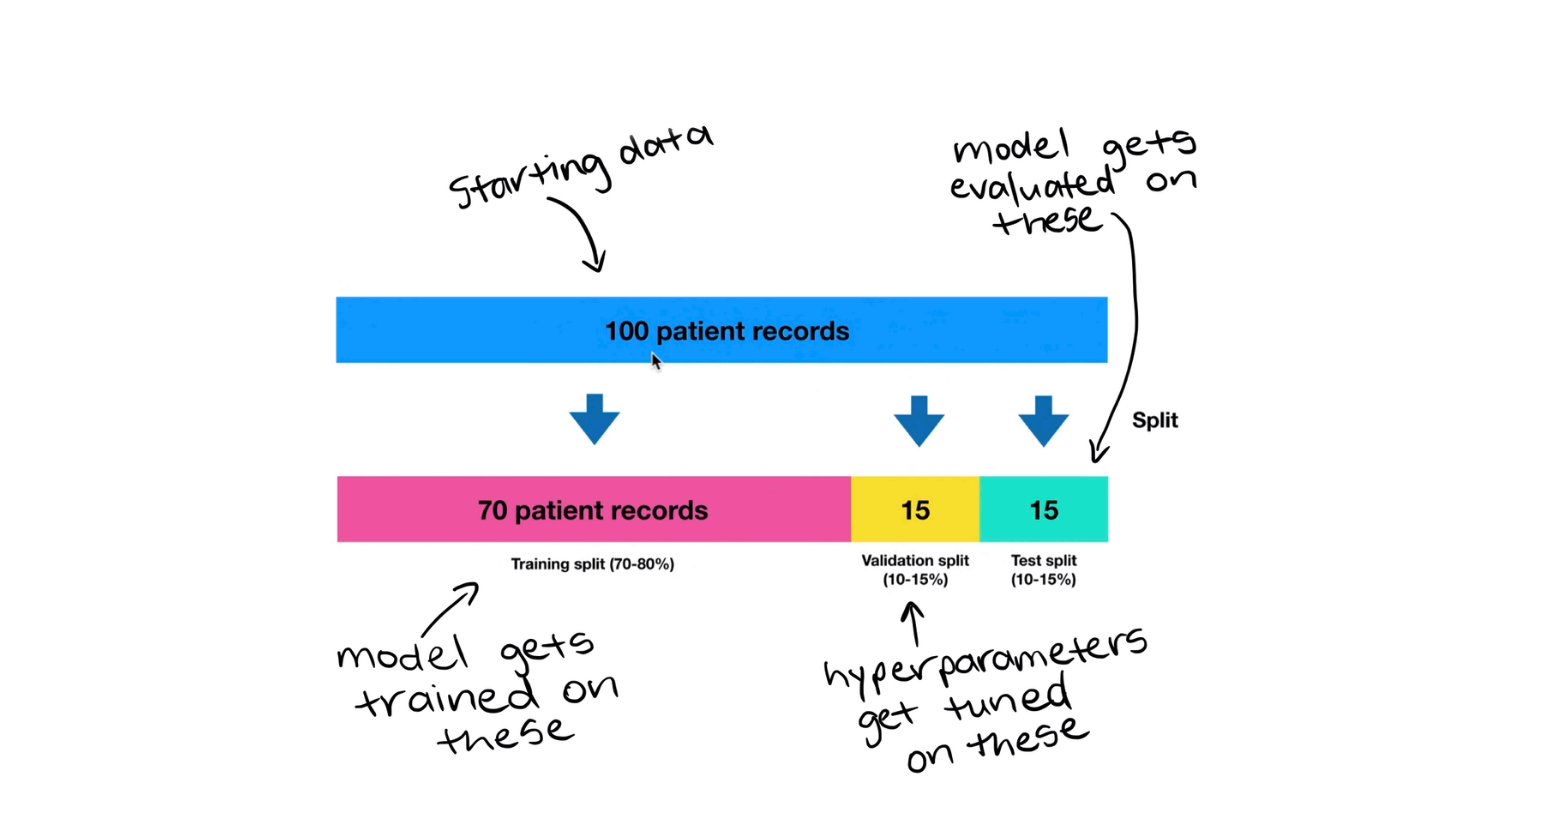 Starting data
model gets
evaluated on
these
100 patient records
Split
70 patient records
15
15
Training split (70-80%)
Validation split
(10-15%)
Test split
(10-15%)
model gets
trained on
these
hyperparameters
get tuned
on these